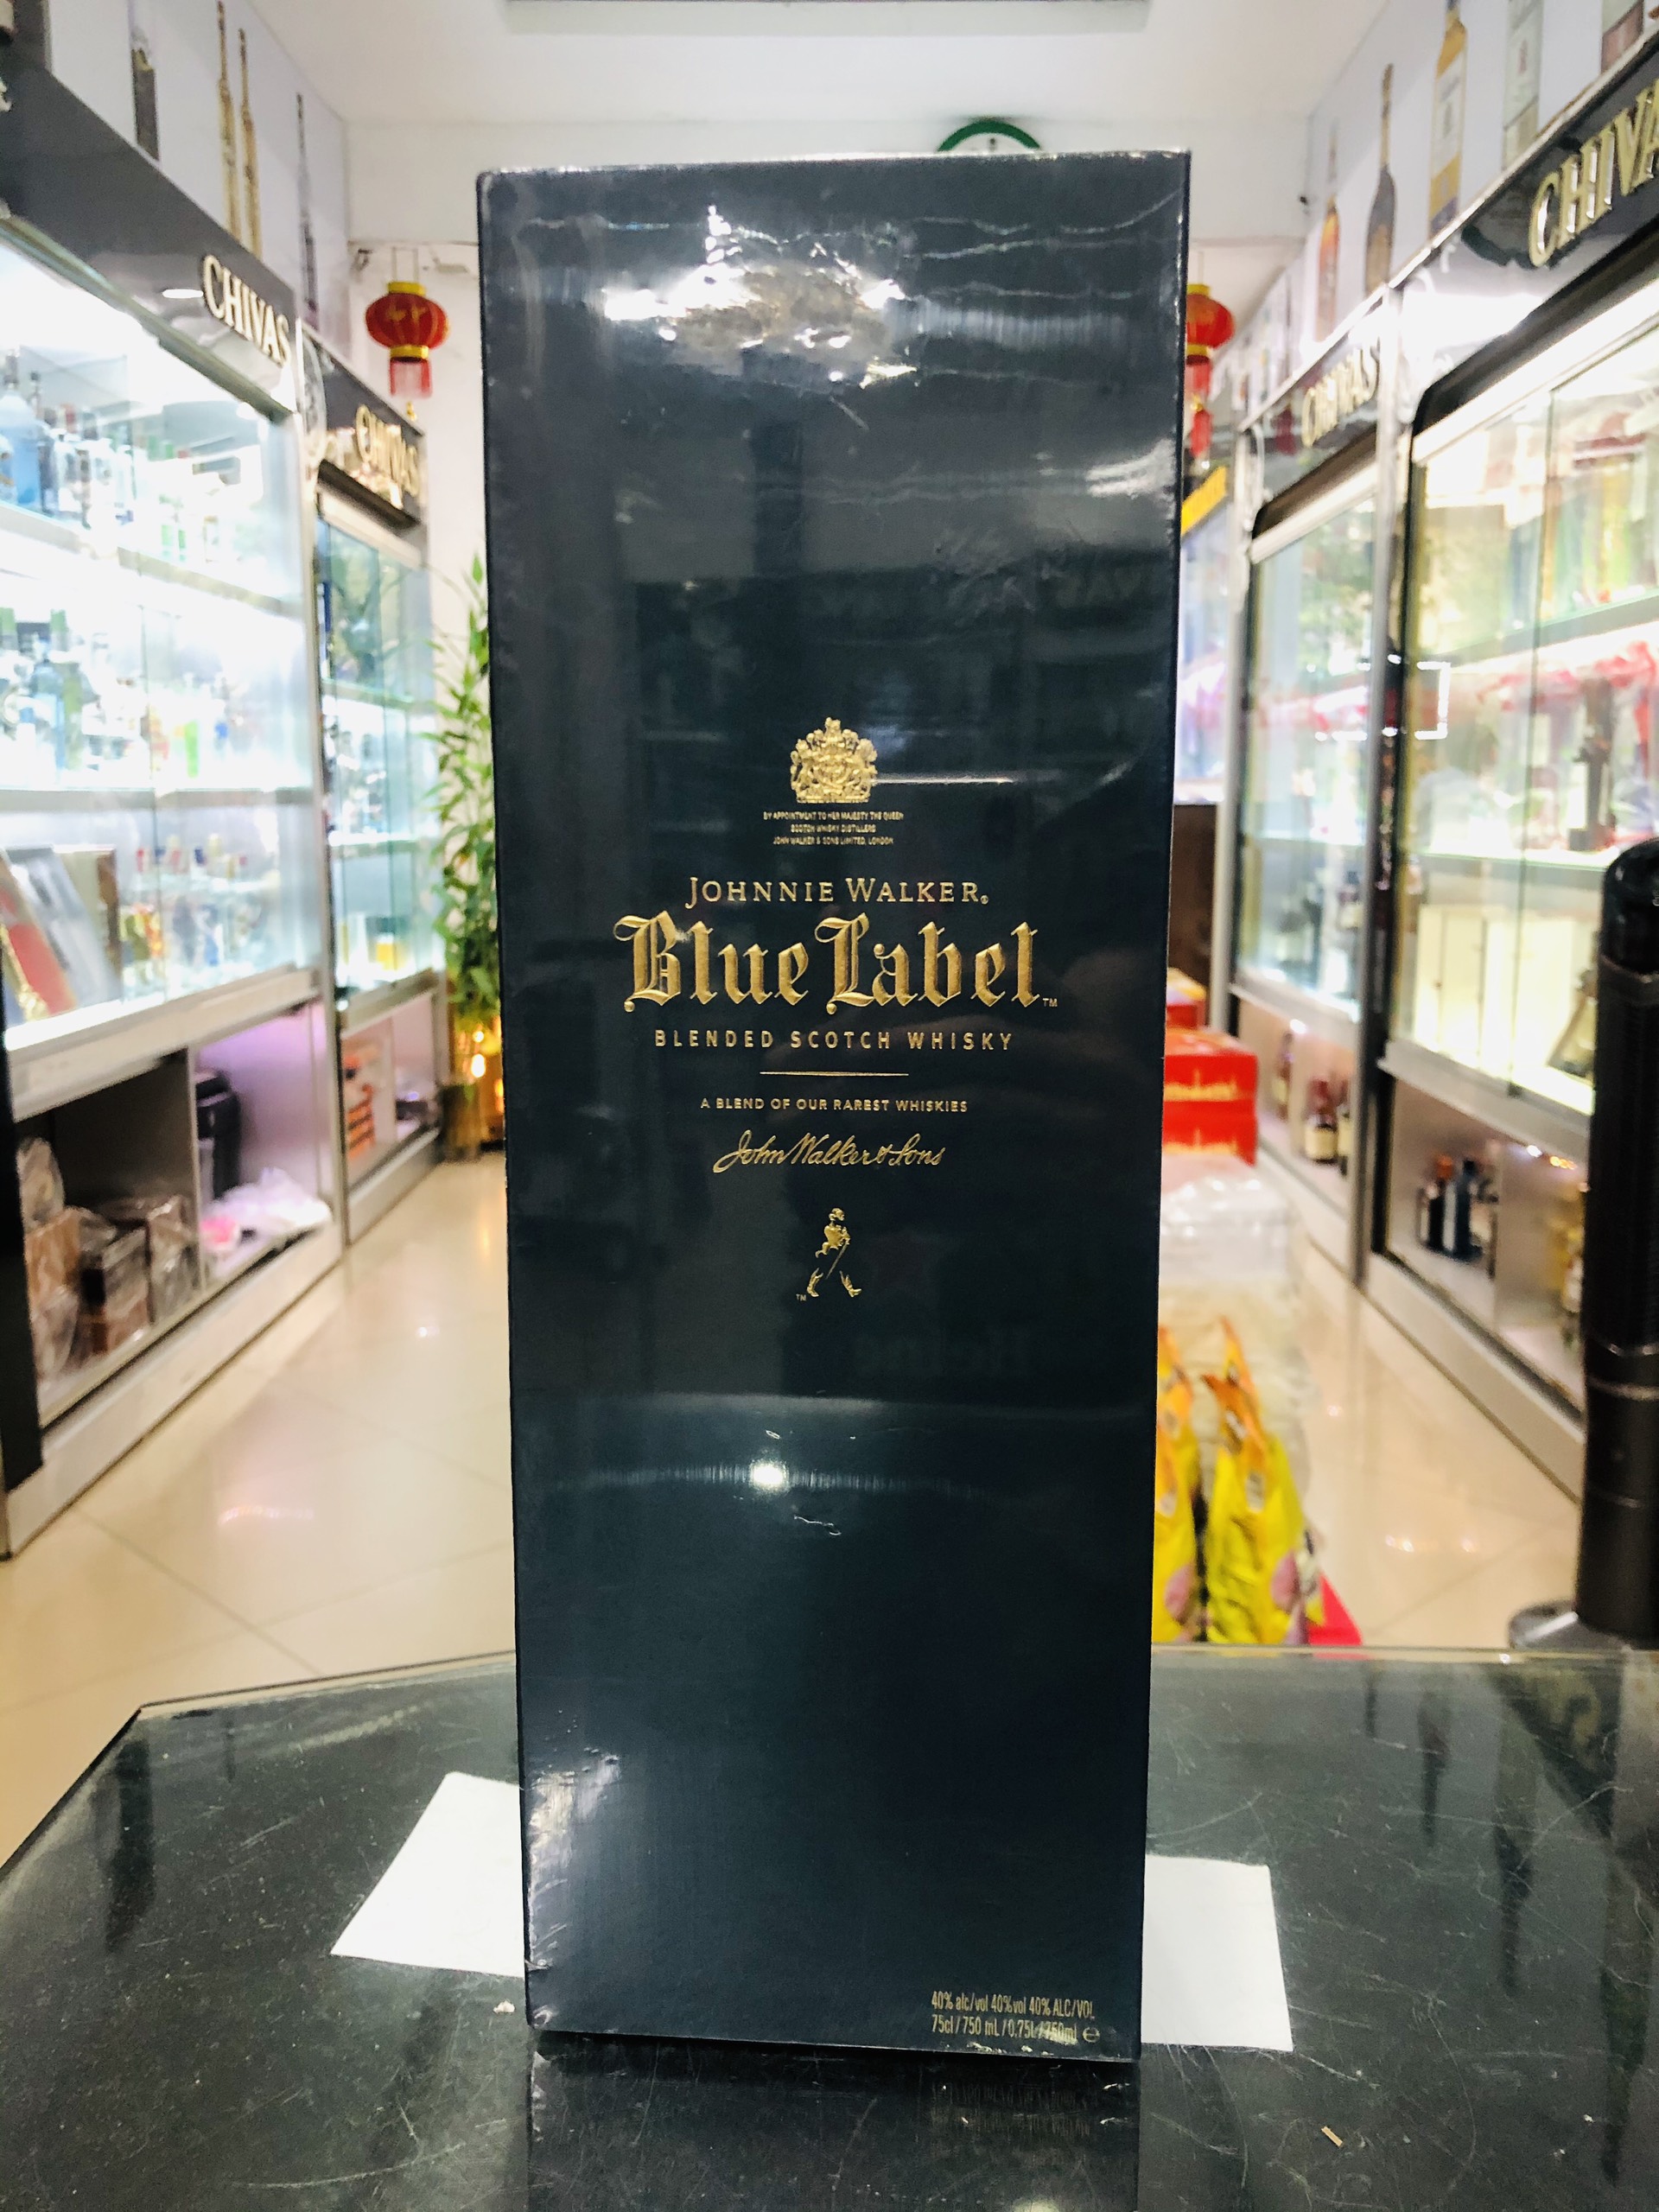 CHIVAS
CHIVAS
CHIVAS
BY APPOINTMENT TO HER MAJESTY THE QUEEN
SCOTCH WHISKY DISTILLERS
JOHN WALKER & SONS LIMITED, LONDON
JOHNNIE WALKER®
Blue Label™
BLENDED SCOTCH WHISKY
A BLEND OF OUR RAREST WHISKIES
John Walker & Sons
TM
40% alc/vol 40%vol 40% ALC/VOL
75cl / 750 mL / 0.75L / 750ml ℮